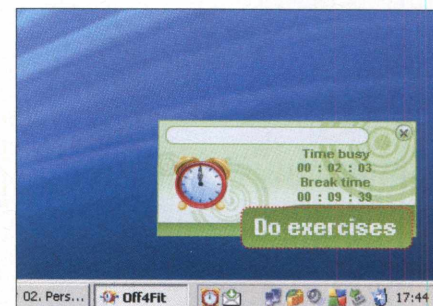 Time busy
00 : 02 : 03
Break time
00 : 09 : 39
Do exercises
02. Pers... Off4Fit 17:44